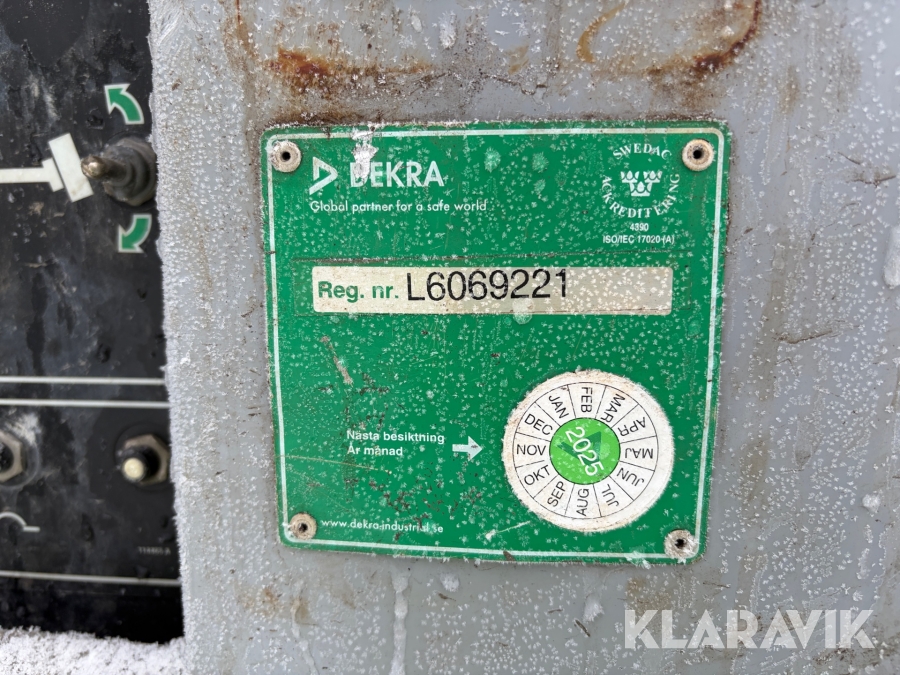 DEKRA
Global partner for a safe world
SWEDAC
ACKREDITERING
4390
ISO/IEC 17020 (A)
Reg. nr. L6069221
Nästa besiktning
År månad
JAN
FEB
MAR
APR
MAJ
JUN
JUL
AUG
SEP
OKT
NOV
DEC
2025
www.dekra-industrial.se
KLARAVIK